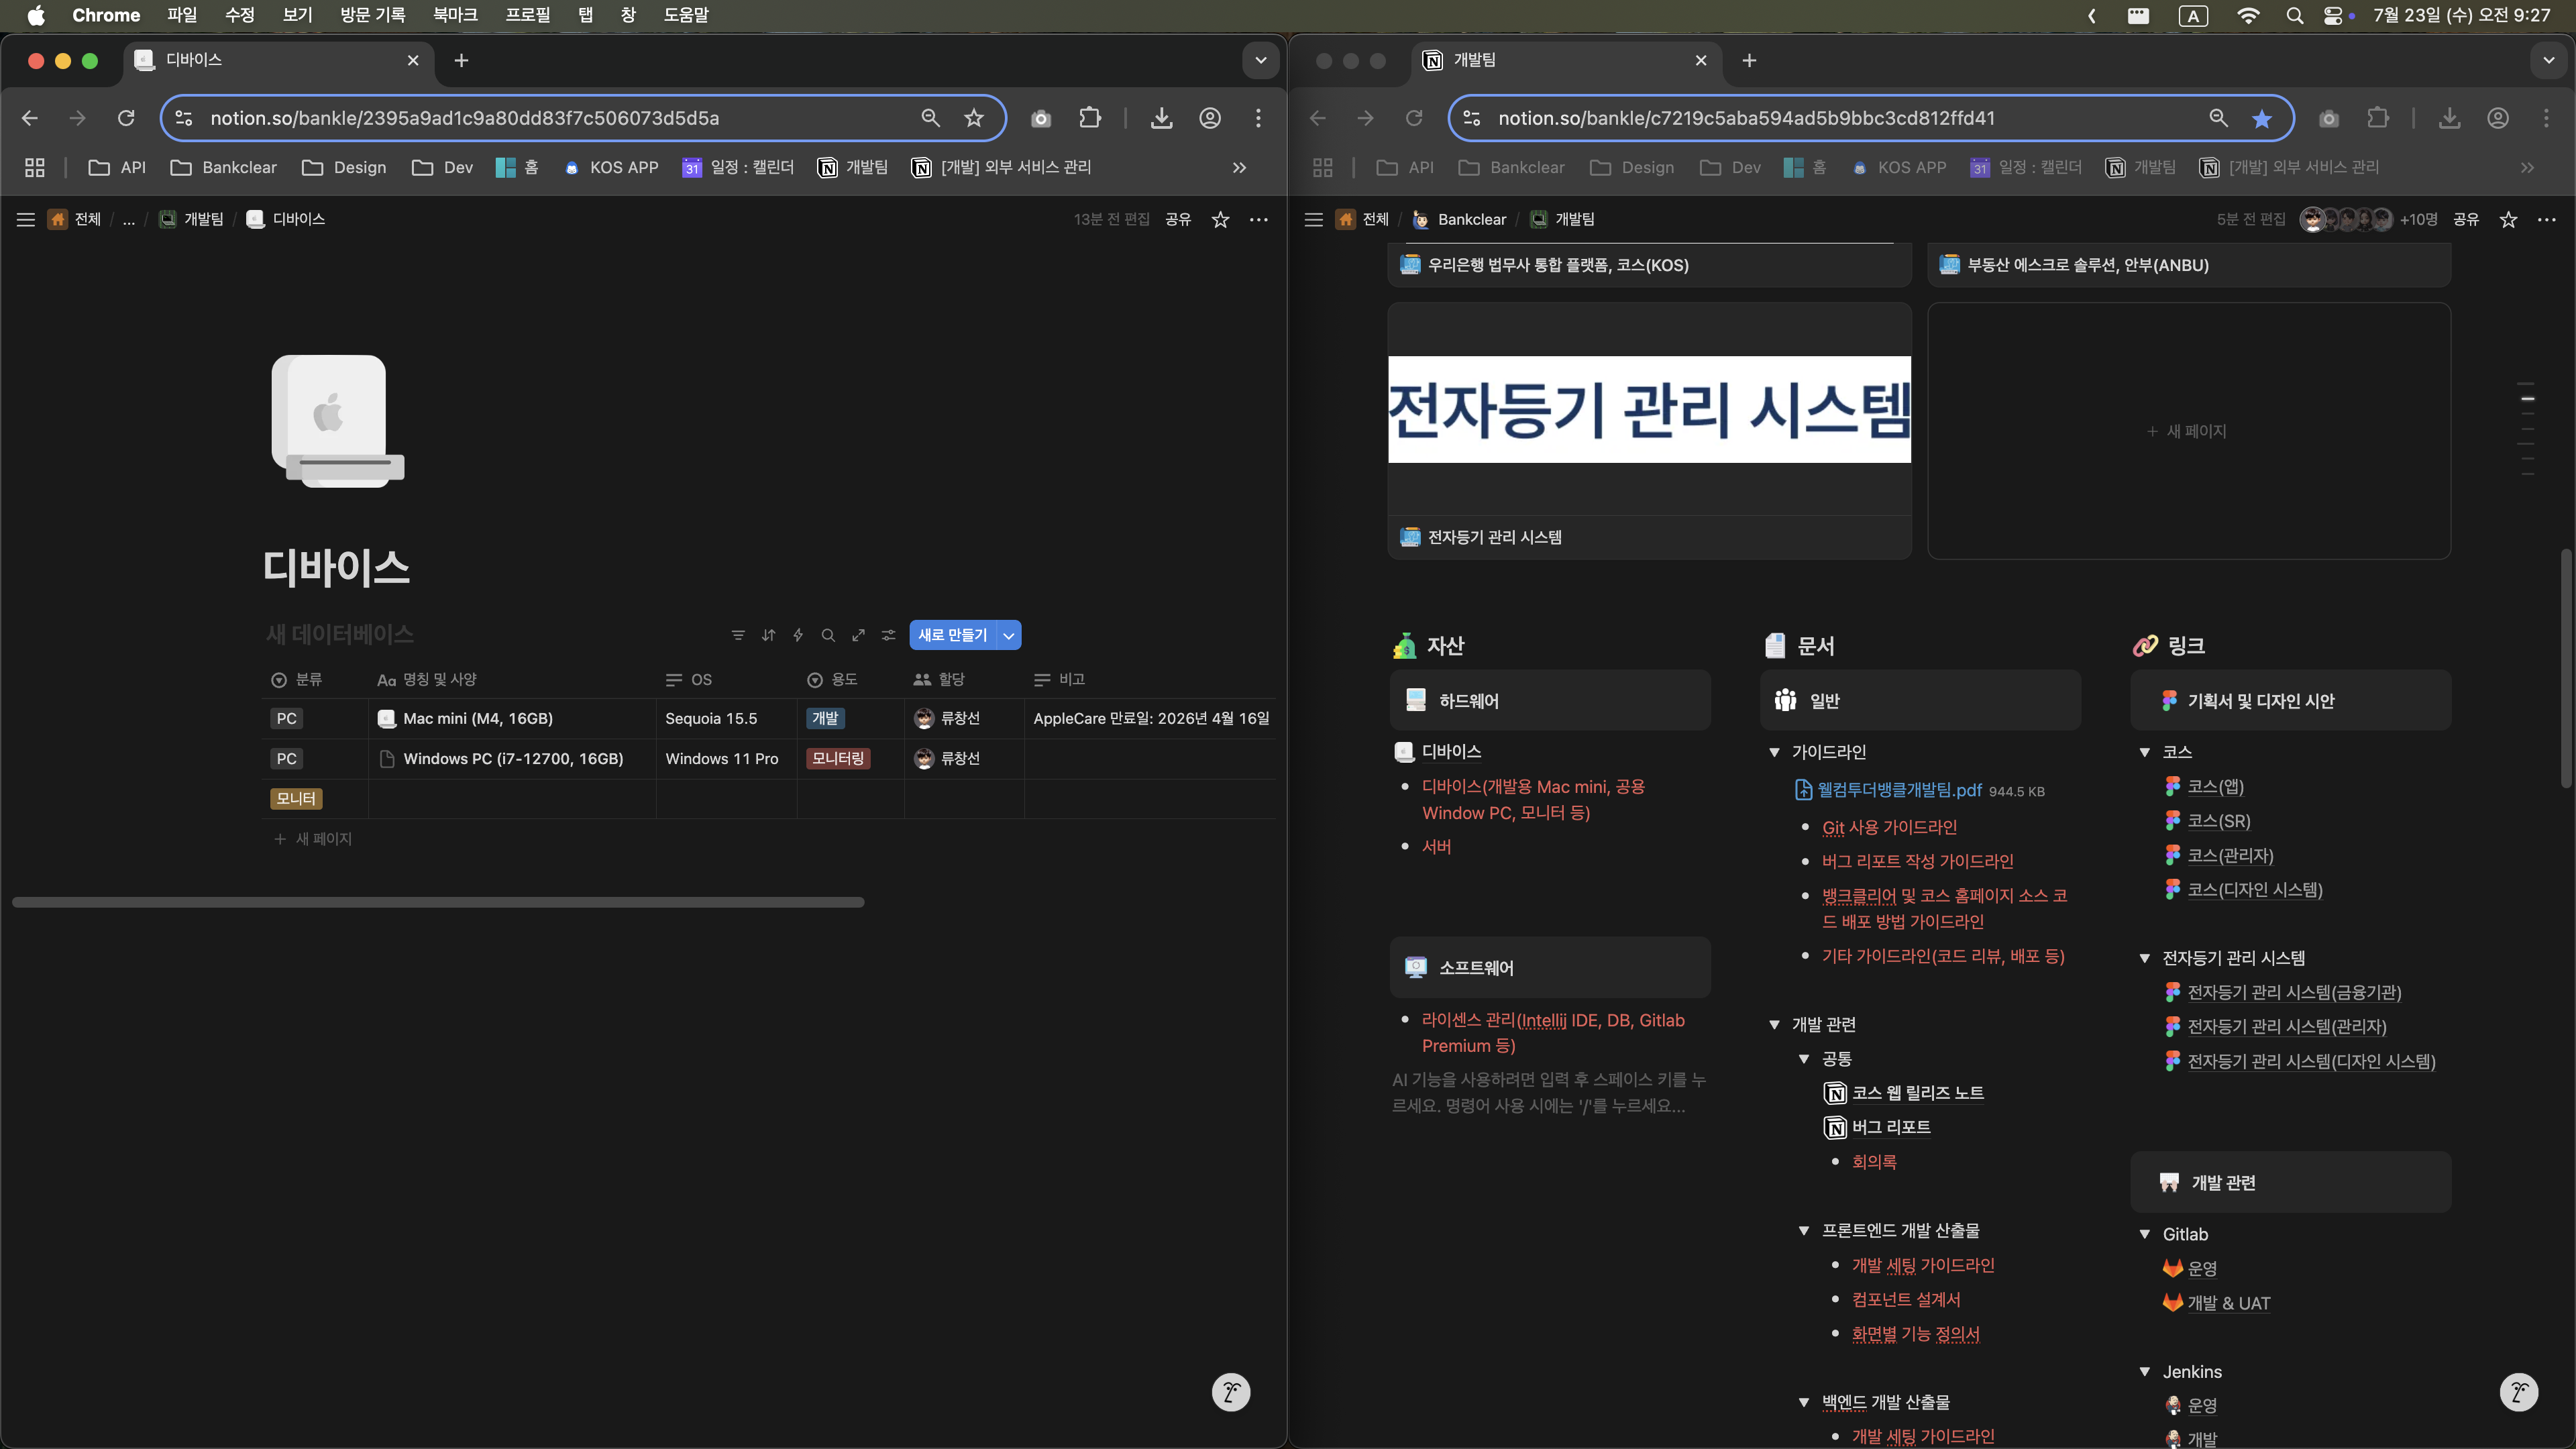 Chrome 파일 수정 보기 방문 기록 북마크 프로필 탭 창 도움말 A 7월 23일 (수) 오전 9:27
디바이스
notion.so/bankle/2395a9ad1c9a80dd83f7c506073d5d5a
API Bankclear Design Dev 홈 KOS APP 31 일정 : 캘린더 개발팀 [개발] 외부 서비스 관리
전체 / ... / 개발팀 / 디바이스 13분 전 편집 공유
디바이스
새 데이터베이스 새로 만들기
분류 Aa 명칭 및 사양 OS 용도 할당 비고
PC Mac mini (M4, 16GB) Sequoia 15.5 개발 류창선 AppleCare 만료일: 2026년 4월 16일
PC Windows PC (i7-12700, 16GB) Windows 11 Pro 모니터링 류창선
모니터
+ 새 페이지
개발팀
notion.so/bankle/c7219c5aba594ad5b9bbc3cd812ffd41
API Bankclear Design Dev 홈 KOS APP 31 일정 : 캘린더 개발팀 [개발] 외부 서비스 관리
전체 / Bankclear / 개발팀 5분 전 편집 +10명 공유
우리은행 법무사 통합 플랫폼, 코스(KOS)
부동산 에스크로 솔루션, 안부(ANBU)
전자등기 관리 시스템
전자등기 관리 시스템
+ 새 페이지
자산
하드웨어
디바이스
디바이스(개발용 Mac mini, 공용
Window PC, 모니터 등)
서버
소프트웨어
라이센스 관리(Intellij IDE, DB, Gitlab
Premium 등)
AI 기능을 사용하려면 입력 후 스페이스 키를 누
르세요. 명령어 사용 시에는 '/'를 누르세요...
문서
일반
가이드라인
웰컴투더뱅클개발팀.pdf 944.5 KB
Git 사용 가이드라인
버그 리포트 작성 가이드라인
뱅크클리어 및 코스 홈페이지 소스 코
드 배포 방법 가이드라인
기타 가이드라인(코드 리뷰, 배포 등)
개발 관련
공통
코스 웹 릴리즈 노트
버그 리포트
회의록
프론트엔드 개발 산출물
개발 세팅 가이드라인
컴포넌트 설계서
화면별 기능 정의서
백엔드 개발 산출물
개발 세팅 가이드라인
링크
기획서 및 디자인 시안
코스
코스(앱)
코스(SR)
코스(관리자)
코스(디자인 시스템)
전자등기 관리 시스템
전자등기 관리 시스템(금융기관)
전자등기 관리 시스템(관리자)
전자등기 관리 시스템(디자인 시스템)
개발 관련
Gitlab
운영
개발 & UAT
Jenkins
운영
개발